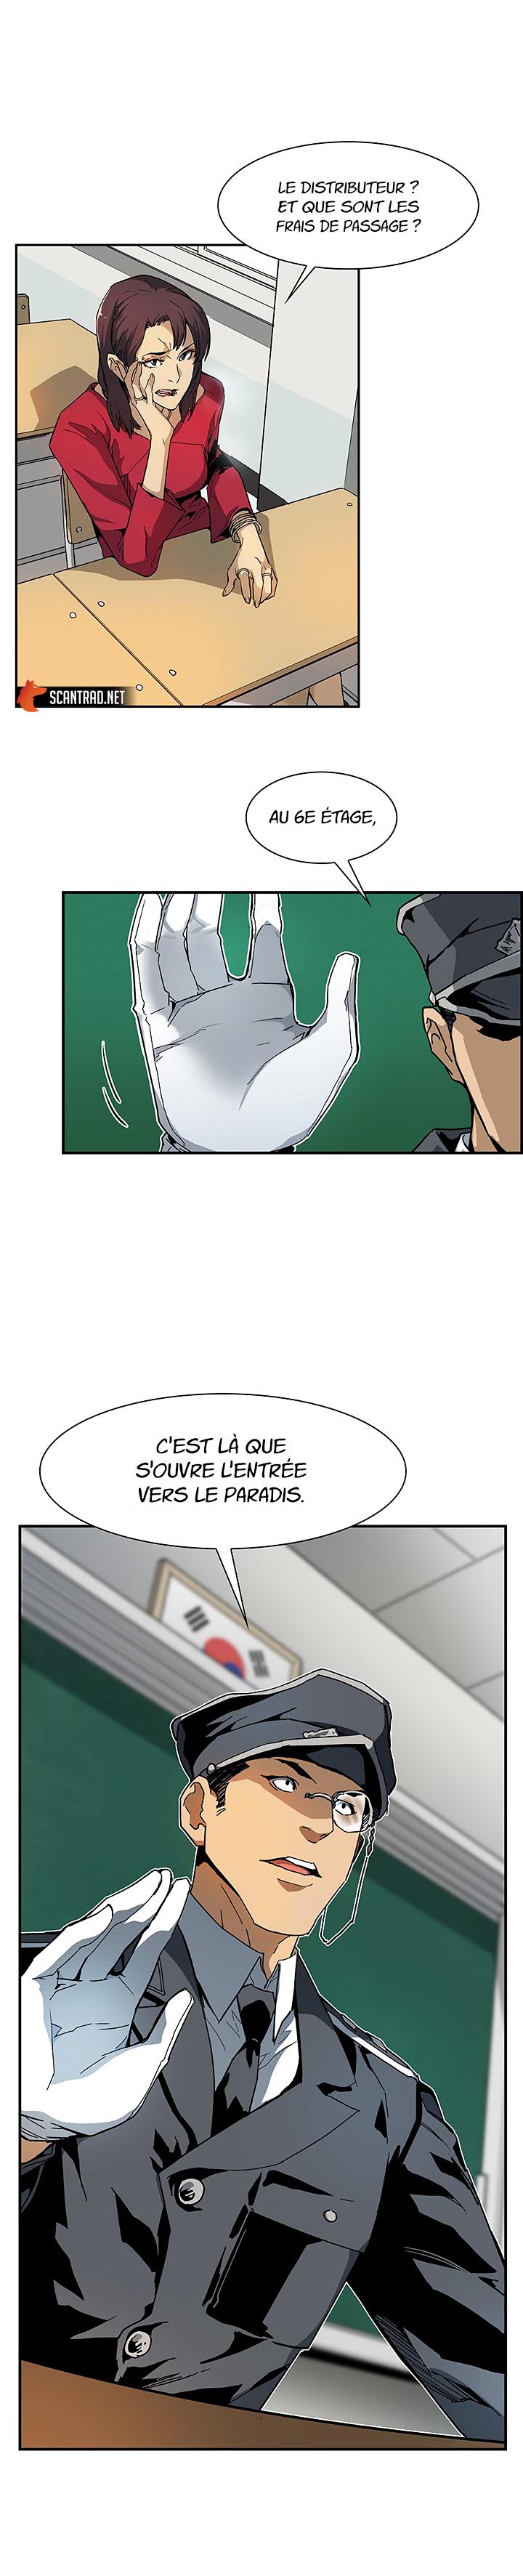 LE DISTRIBUTEUR ?
ET QUE SONT LES
FRAIS DE PASSAGE ?
SCANTRAD.NET
AU 6E ÉTAGE,
C'EST LÀ QUE
S'OUVRE L'ENTRÉE
VERS LE PARADIS.